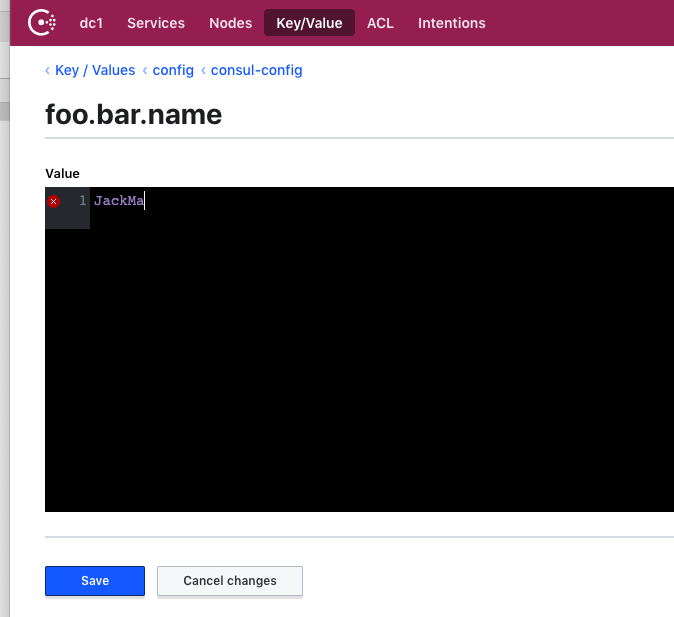 dc1 Services Nodes Key/Value ACL Intentions
‹ Key / Values ‹ config ‹ consul-config
foo.bar.name
Value
1 JackMa
Save Cancel changes